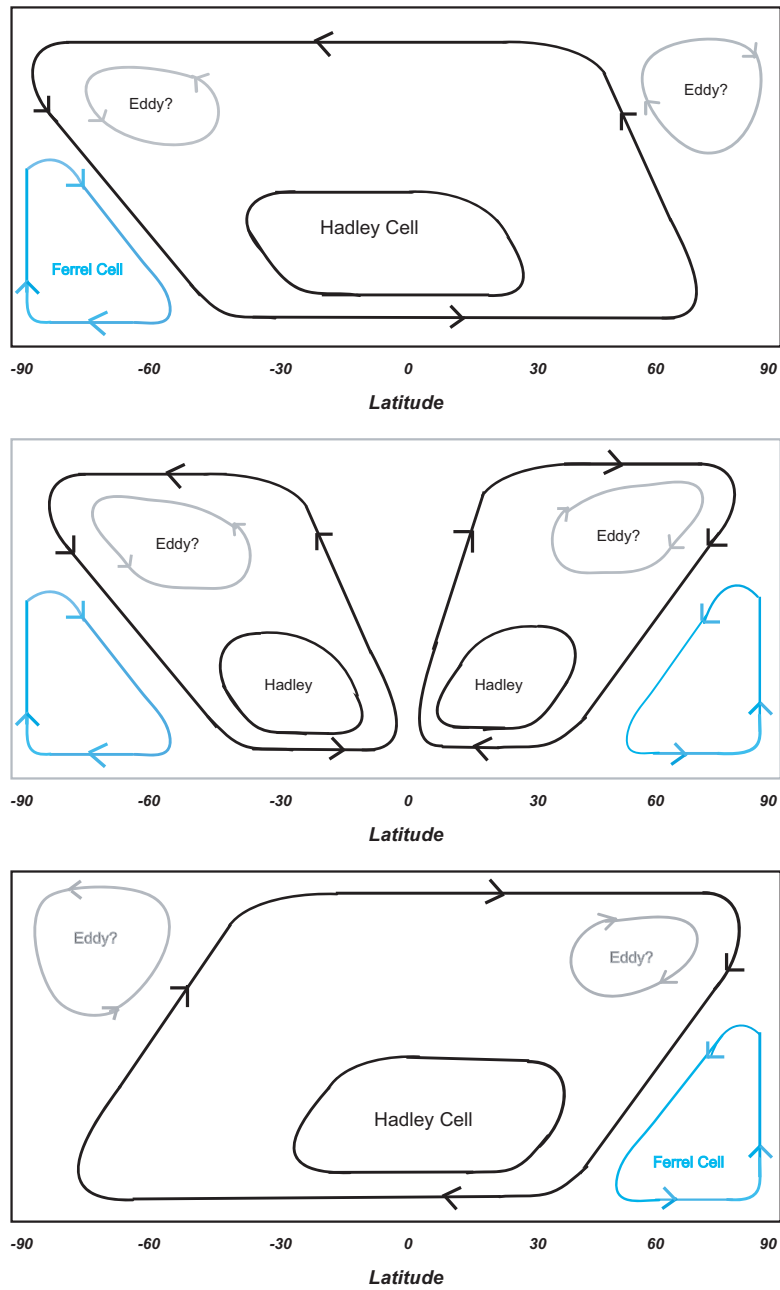 Eddy?
Eddy?
Hadley Cell
Ferrel Cell
-90 -60 -30 0 30 60 90
Latitude
Eddy?
Eddy?
Hadley
Hadley
-90 -60 -30 0 30 60 90
Latitude
Eddy?
Eddy?
Hadley Cell
Ferrel Cell
-90 -60 -30 0 30 60 90
Latitude